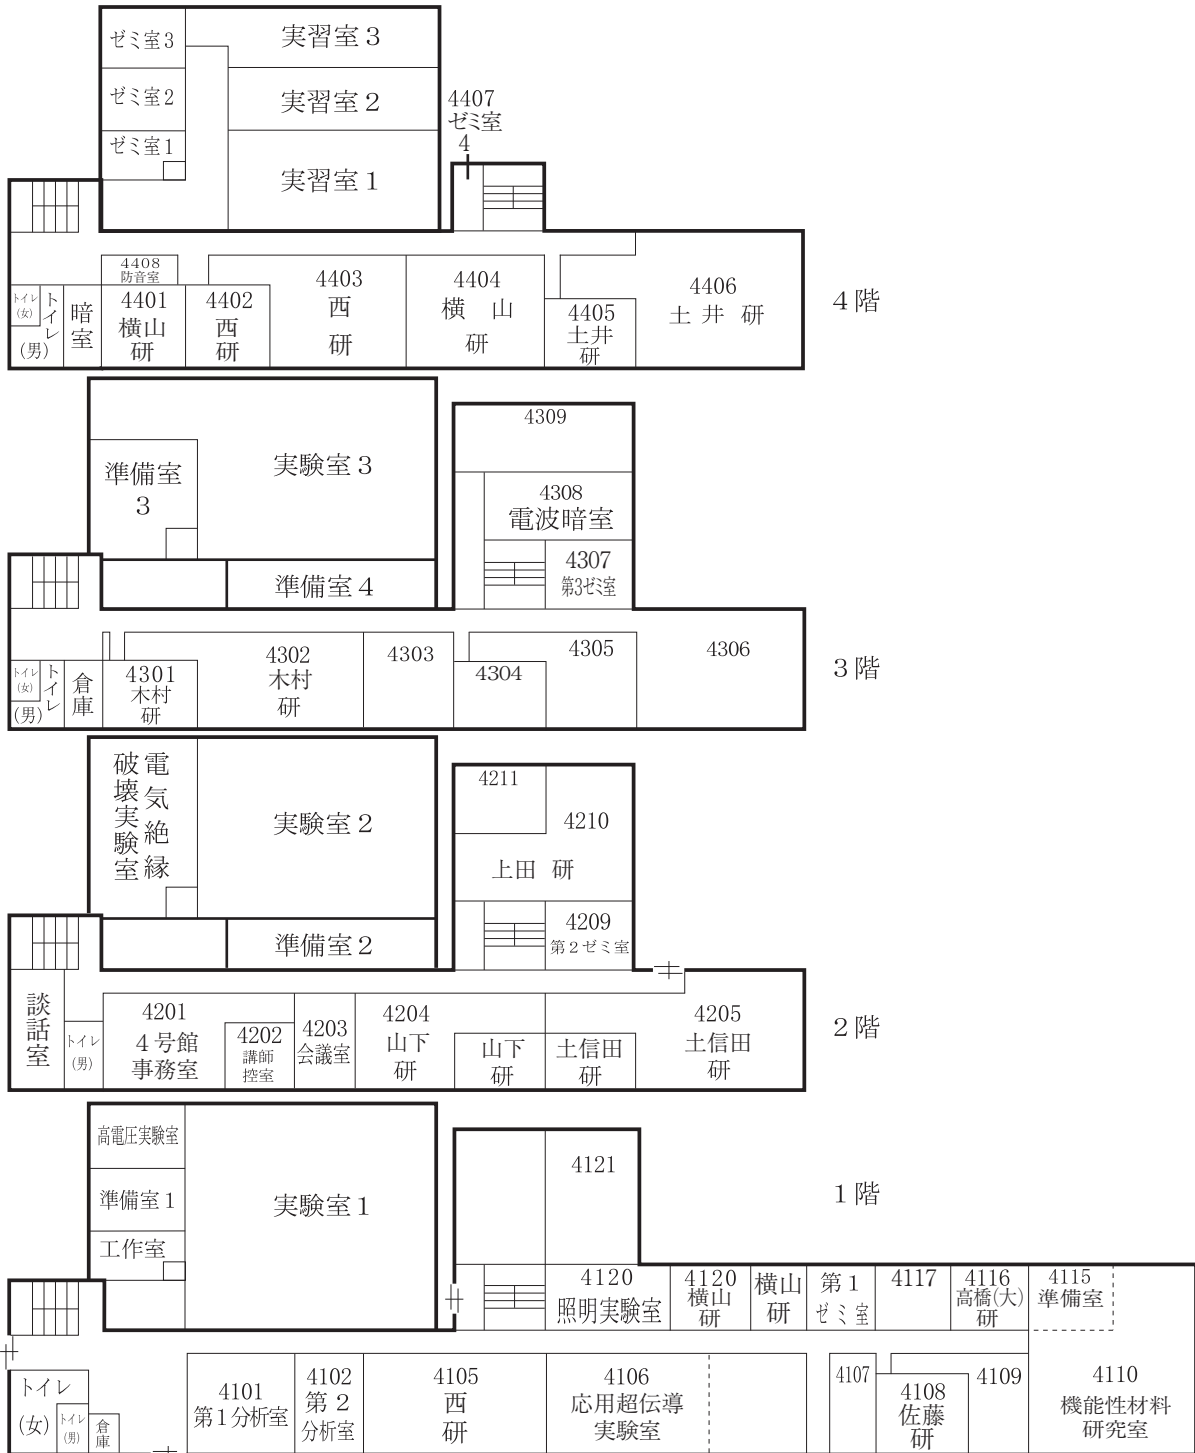 ゼミ室3
実習室3
ゼミ室2
実習室2
ゼミ室1
実習室1
4407
ゼミ室
4
4408
防音室
トイレ
(女)
トイレ
(男)
暗室
4401
横山
研
4402
西
研
4403
西
研
4404
横 山
研
4405
土井
研
4406
土 井 研
4階
準備室
3
実験室3
準備室4
4309
4308
電波暗室
4307
第3ゼミ室
トイレ
(女)
トイレ
(男)
倉庫
4301
木村
研
4302
木村
研
4303
4304
4305
4306
3階
電気絶縁
破壊実験室
実験室2
準備室2
4211
4210
上田 研
4209
第2ゼミ室
談話室
トイレ
(男)
4201
4号館
事務室
4202
講師
控室
4203
会議室
4204
山下
研
山下
研
土信田
研
4205
土信田
研
2階
高電圧実験室
準備室1
工作室
実験室1
4121
1階
4120
照明実験室
4120
横山
研
横山
研
第1
ゼミ室
4117
4116
高橋(大)
研
4115
準備室
トイレ
(女)
トイレ
(男)
倉庫
4101
第1分析室
4102
第2
分析室
4105
西
研
4106
応用超伝導
実験室
4107
4108
佐藤
研
4109
4110
機能性材料
研究室